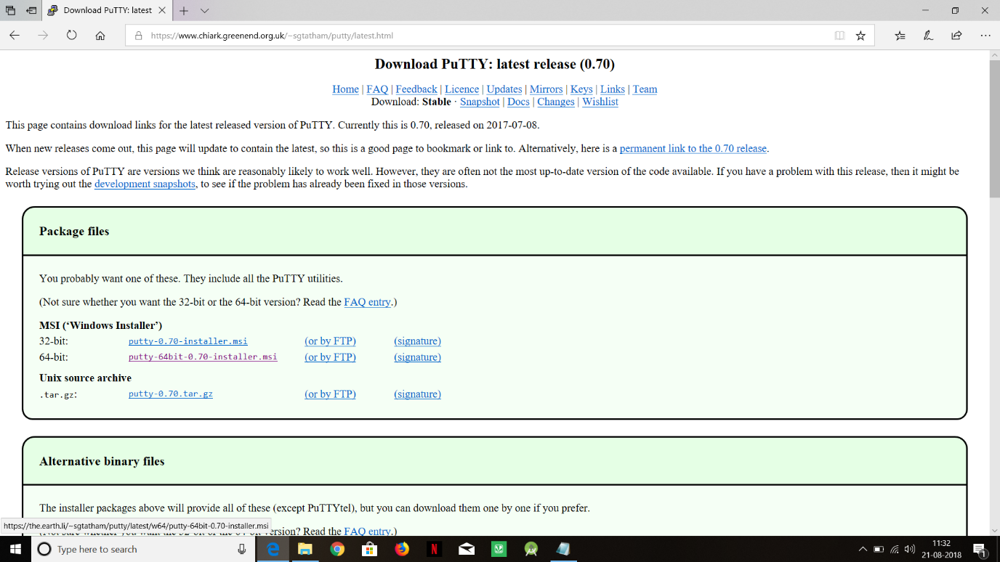 Download PuTTY: latest
https://www.chiark.greenend.org.uk/~sgtatham/putty/latest.html
Download PuTTY: latest release (0.70)
Home | FAQ | Feedback | Licence | Updates | Mirrors | Keys | Links | Team
Download: Stable · Snapshot | Docs | Changes | Wishlist
This page contains download links for the latest released version of PuTTY. Currently this is 0.70, released on 2017-07-08.
When new releases come out, this page will update to contain the latest, so this is a good page to bookmark or link to. Alternatively, here is a permanent link to the 0.70 release.
Release versions of PuTTY are versions we think are reasonably likely to work well. However, they are often not the most up-to-date version of the code available. If you have a problem with this release, then it might be
worth trying out the development snapshots, to see if the problem has already been fixed in those versions.
Package files
You probably want one of these. They include all the PuTTY utilities.
(Not sure whether you want the 32-bit or the 64-bit version? Read the FAQ entry.)
MSI (‘Windows Installer’)
32-bit: putty-0.70-installer.msi (or by FTP) (signature)
64-bit: putty-64bit-0.70-installer.msi (or by FTP) (signature)
Unix source archive
.tar.gz: putty-0.70.tar.gz (or by FTP) (signature)
Alternative binary files
The installer packages above will provide all of these (except PuTTYtel), but you can download them one by one if you prefer.
https://the.earth.li/~sgtatham/putty/latest/w64/putty-64bit-0.70-installer.msi
Read the FAQ entry.)
Type here to search
N
11:32
21-08-2018
1